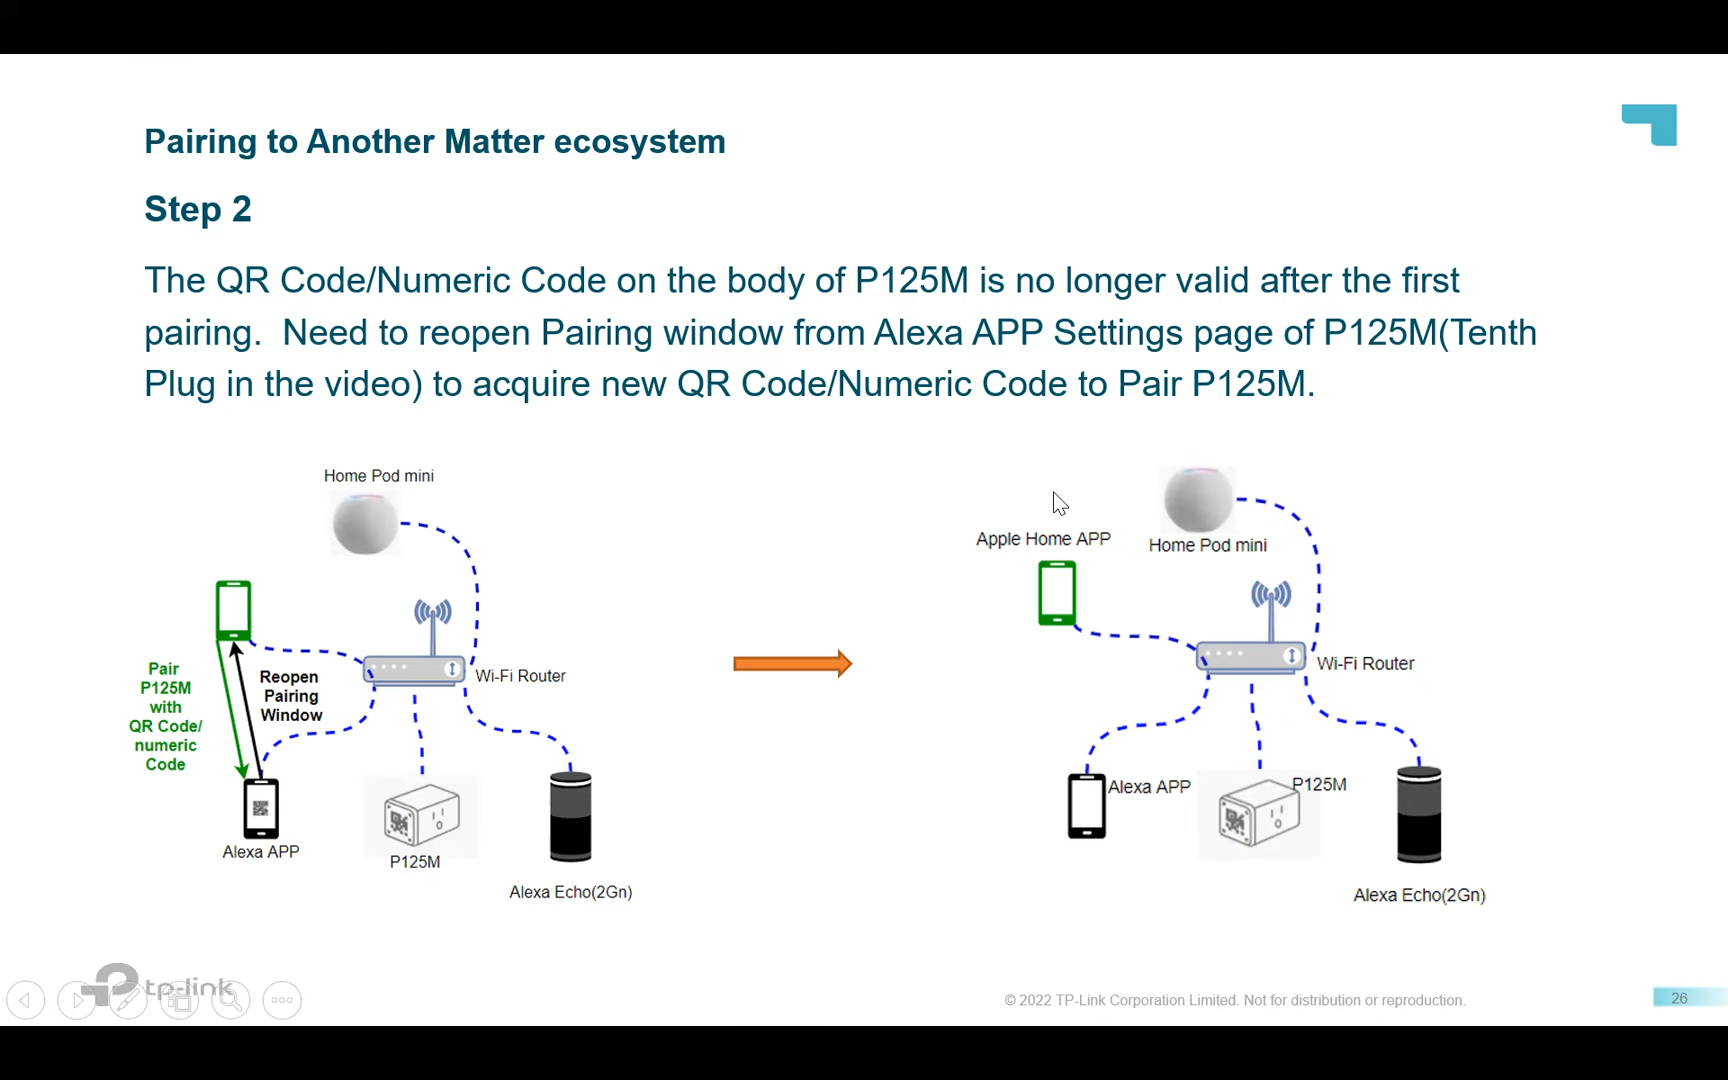 Pairing to Another Matter ecosystem
Step 2
The QR Code/Numeric Code on the body of P125M is no longer valid after the first
pairing.  Need to reopen Pairing window from Alexa APP Settings page of P125M(Tenth
Plug in the video) to acquire new QR Code/Numeric Code to Pair P125M.
Home Pod mini
Pair
P125M
with
QR Code/
numeric
Code
Reopen
Pairing
Window
Wi-Fi Router
Alexa APP
P125M
Alexa Echo(2Gn)
Apple Home APP
Home Pod mini
Wi-Fi Router
Alexa APP
P125M
Alexa Echo(2Gn)
tp-link
© 2022 TP-Link Corporation Limited. Not for distribution or reproduction.
26